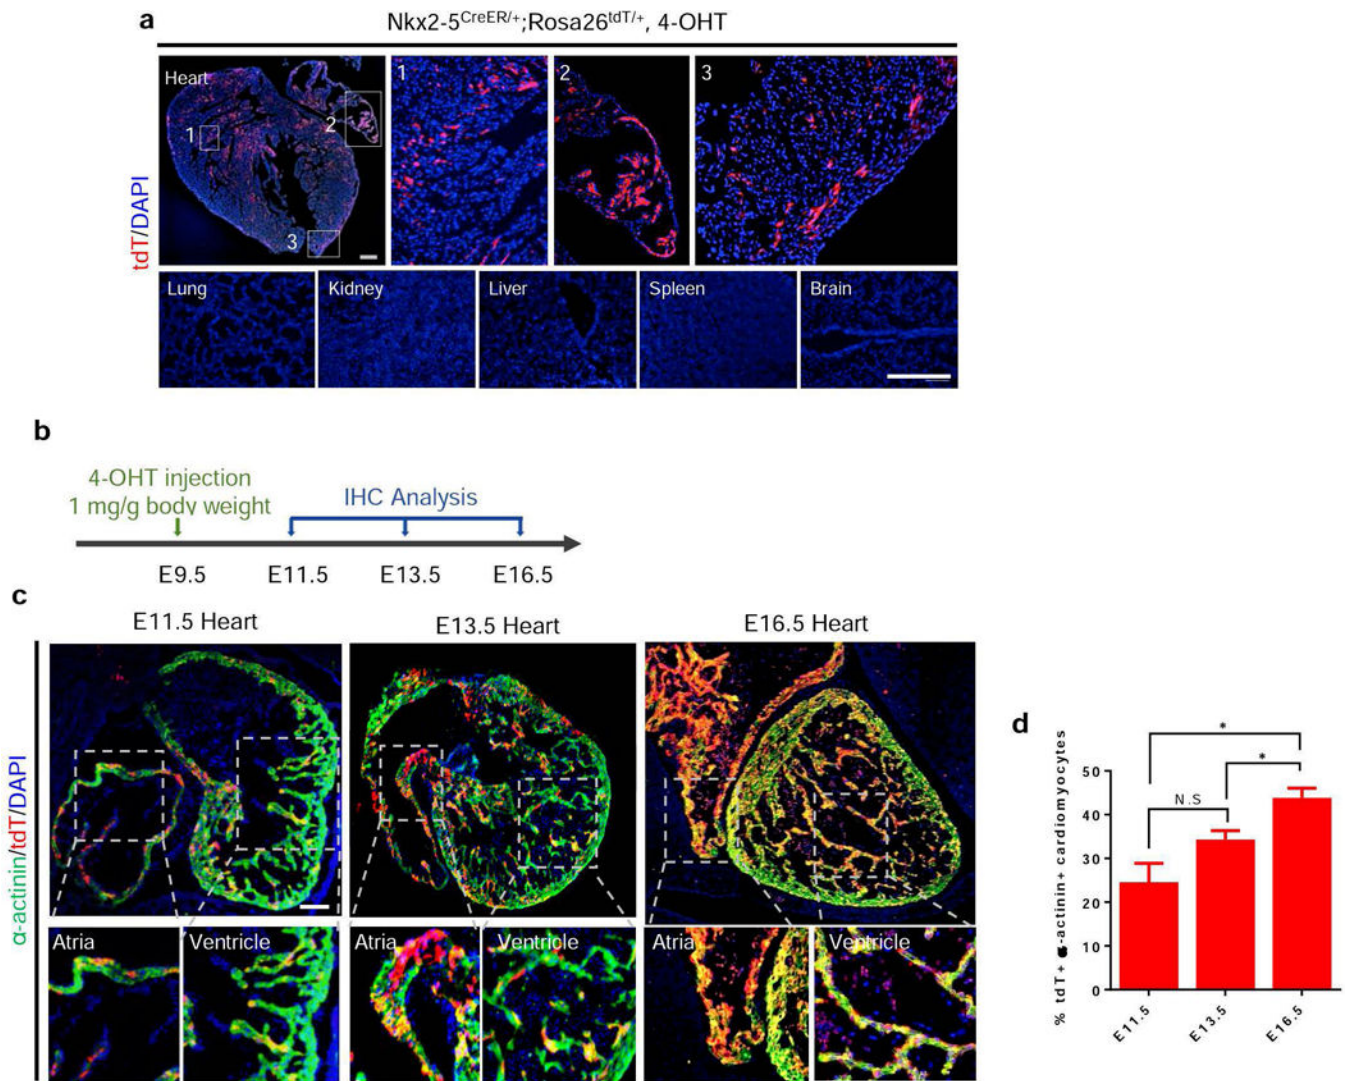 a
Nkx2-5CreER/+;Rosa26tdT/+, 4-OHT
tdT/DAPI
Heart
1
2
3
1
2
3
Lung
Kidney
Liver
Spleen
Brain
b
4-OHT injection
1 mg/g body weight
IHC Analysis
E9.5
E11.5
E13.5
E16.5
c
E11.5 Heart
E13.5 Heart
E16.5 Heart
α-actinin/tdT/DAPI
Atria
Ventricle
Atria
Ventricle
Atria
Ventricle
d
% tdT+ α-actinin+ cardiomyocytes
*
*
N.S
50
40
30
20
10
0
E11.5
E13.5
E16.5